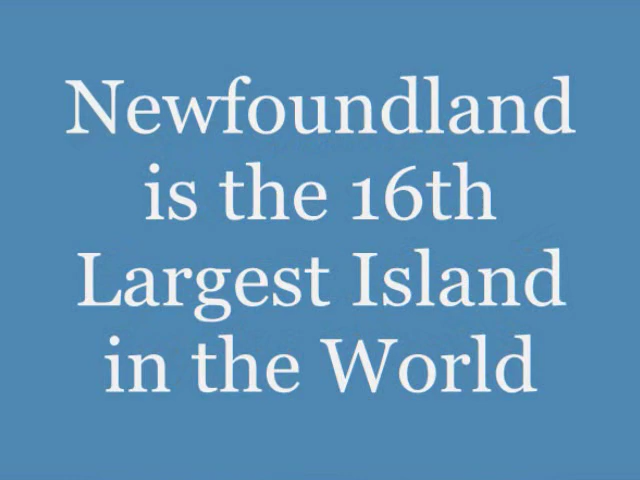 Newfoundland
is the 16th
Largest Island
in the World